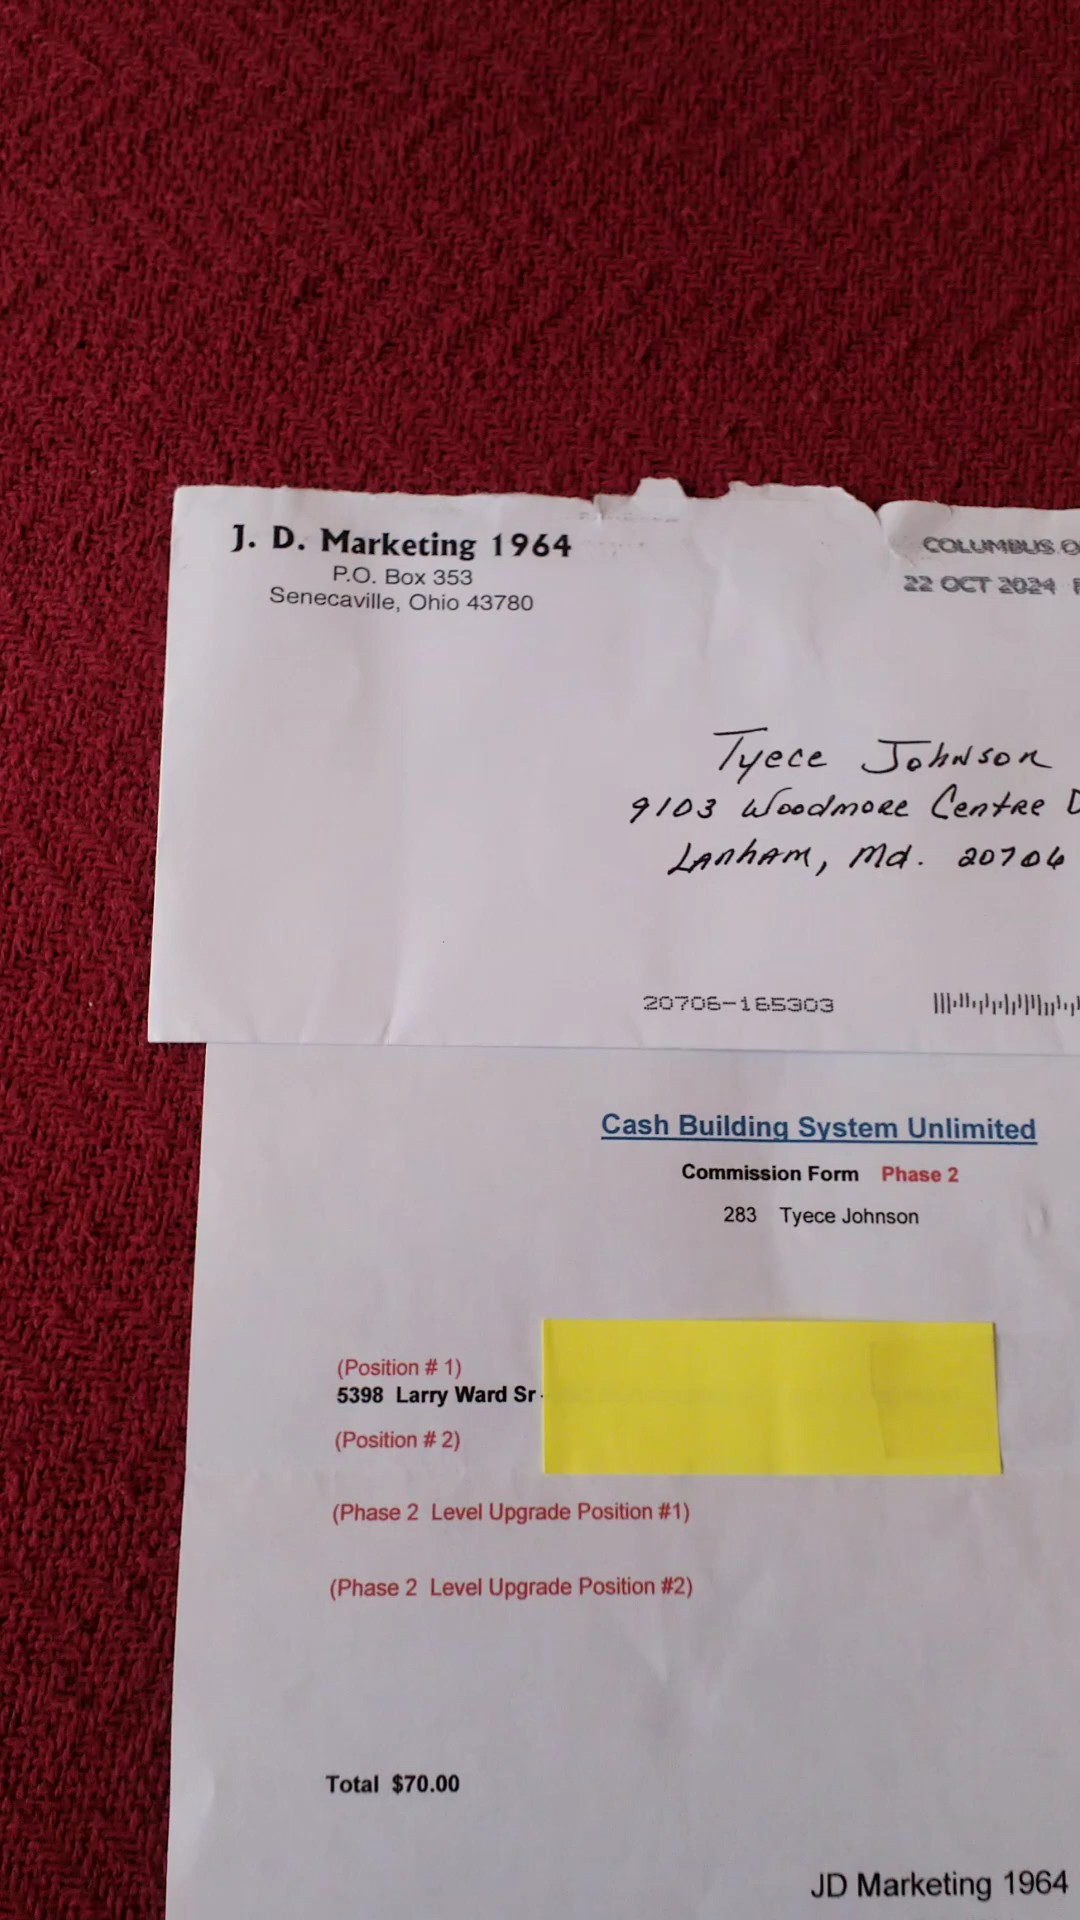 J. D. Marketing 1964
P.O. Box 353
Senecaville, Ohio 43780
COLUMBUS
22 OCT 2024
Tyece Johnson
9103 Woodmore Centre
Lanham, Md. 20706
20706-165303
Cash Building System Unlimited
Commission Form Phase 2
283 Tyece Johnson
(Position # 1)
5398 Larry Ward Sr
(Position # 2)
(Phase 2 Level Upgrade Position #1)
(Phase 2 Level Upgrade Position #2)
Total $70.00
JD Marketing 1964